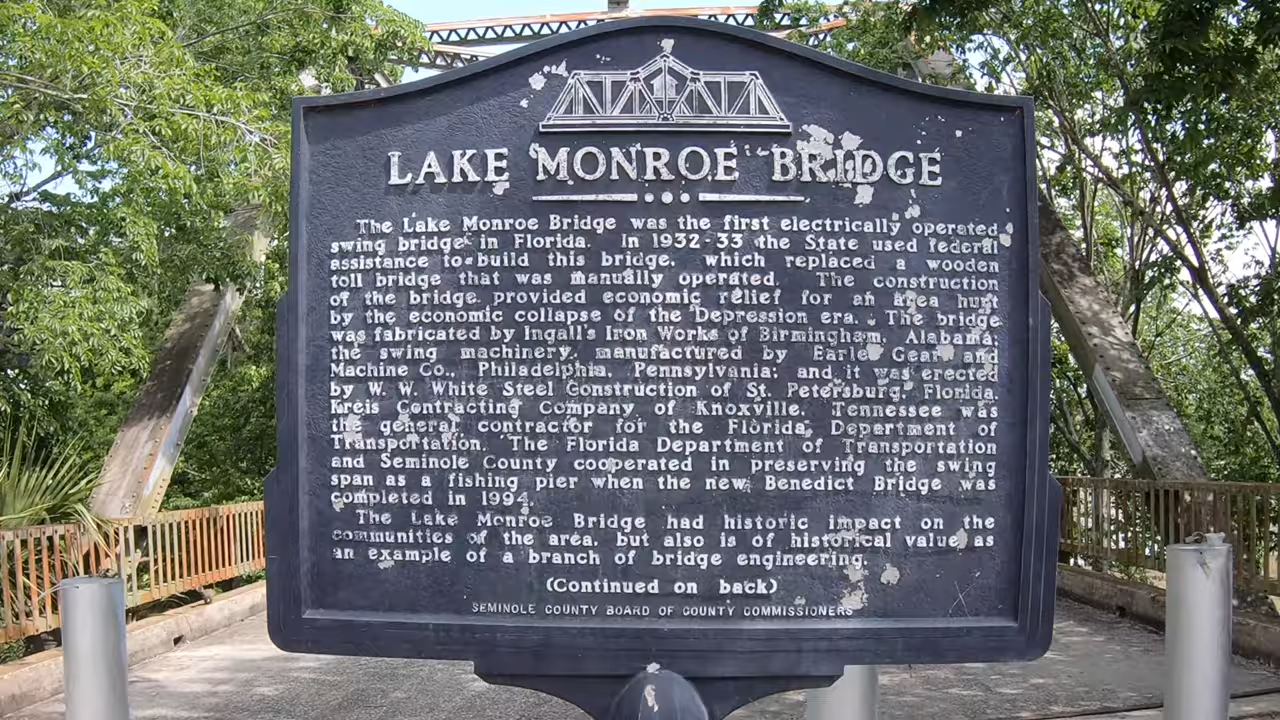 LAKE MONROE BRIDGE
The Lake Monroe Bridge was the first electrically operated
swing bridge in Florida. In 1932-33 the State used federal
assistance to build this bridge, which replaced a wooden
toll bridge that was manually operated. The construction
of the bridge provided economic relief for an area hurt
by the economic collapse of the Depression era. The bridge
was fabricated by Ingall's Iron Works of Birmingham, Alabama;
the swing machinery, manufactured by Earle Gear and
Machine Co., Philadelphia, Pennsylvania; and it was erected
by W. W. White Steel Construction of St. Petersburg, Florida.
Kreis Contracting Company of Knoxville, Tennessee was
the general contractor for the Florida Department of
Transportation. The Florida Department of Transportation
and Seminole County cooperated in preserving the swing
span as a fishing pier when the new Benedict Bridge was
completed in 1994.
The Lake Monroe Bridge had historic impact on the
communities of the area, but also is of historical value as
an example of a branch of bridge engineering.
(Continued on back)
SEMINOLE COUNTY BOARD OF COUNTY COMMISSIONERS